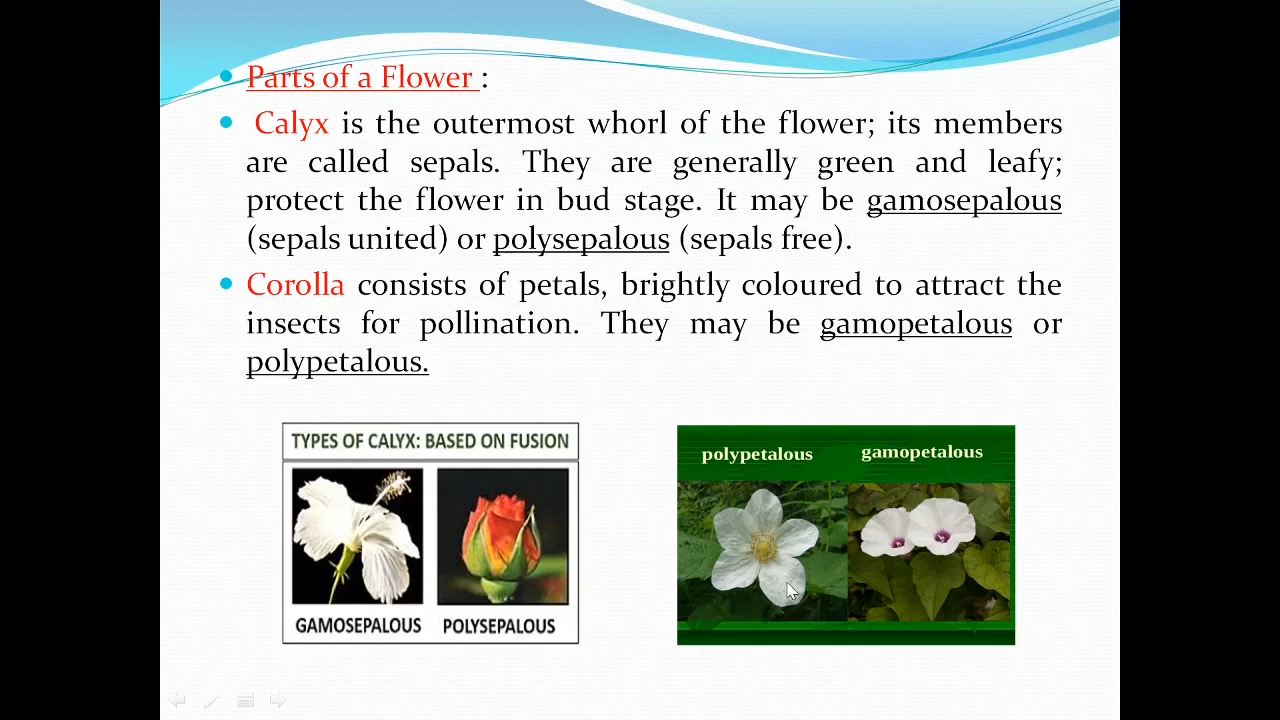 Parts of a Flower :
Calyx is the outermost whorl of the flower; its members
are called sepals. They are generally green and leafy;
protect the flower in bud stage. It may be gamosepalous
(sepals united) or polysepalous (sepals free).
Corolla consists of petals, brightly coloured to attract the
insects for pollination. They may be gamopetalous or
polypetalous.
TYPES OF CALYX: BASED ON FUSION
GAMOSEPALOUS POLYSEPALOUS
polypetalous gamopetalous